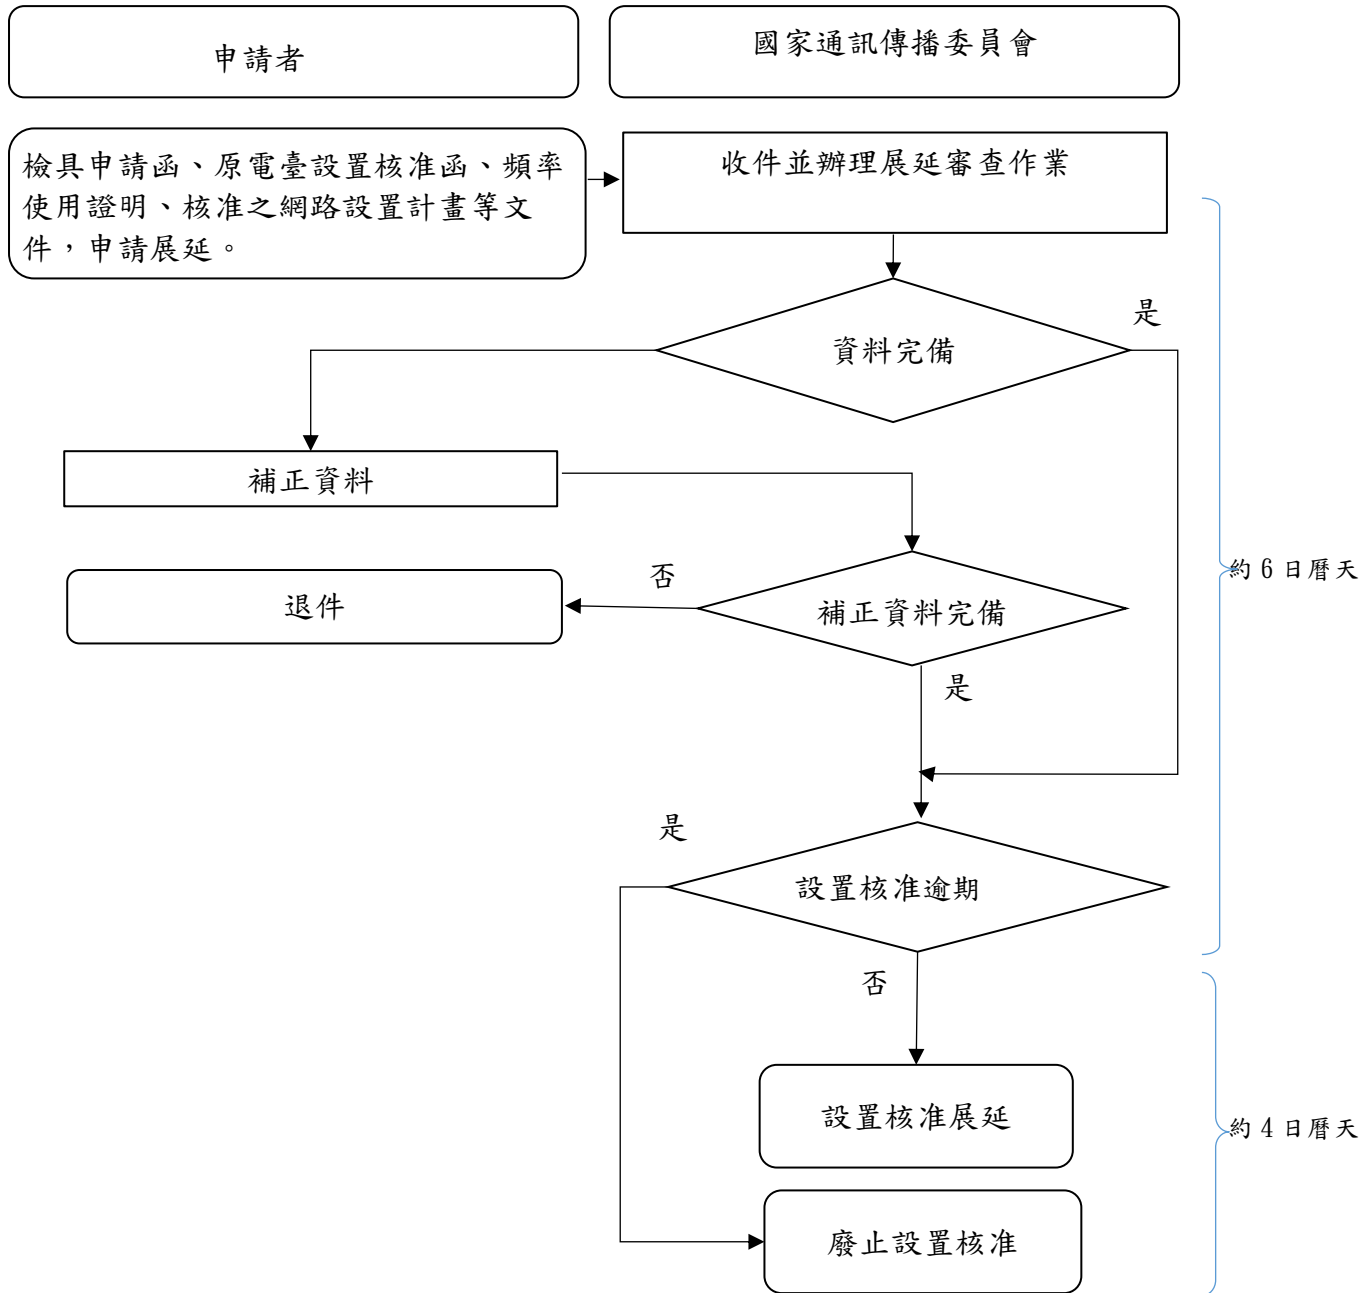 申請者
國家通訊傳播委員會
檢具申請函、原電臺設置核准函、頻率
使用證明、核准之網路設置計畫等文
件，申請展延。
收件並辦理展延審查作業
是
資料完備
補正資料
約 6 日曆天
否
退件
補正資料完備
是
是
設置核准逾期
否
設置核准展延
約 4 日曆天
廢止設置核准